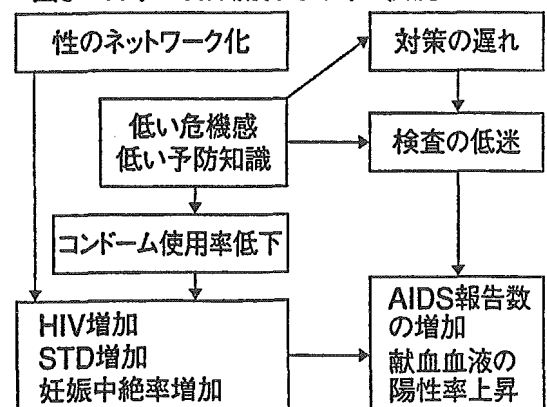 性のネットワーク化
対策の遅れ
低い危機感
低い予防知識
検査の低迷
コンドーム使用率低下
HIV増加
STD増加
妊娠中絶率増加
AIDS報告数
の増加
献血血液の
陽性率上昇